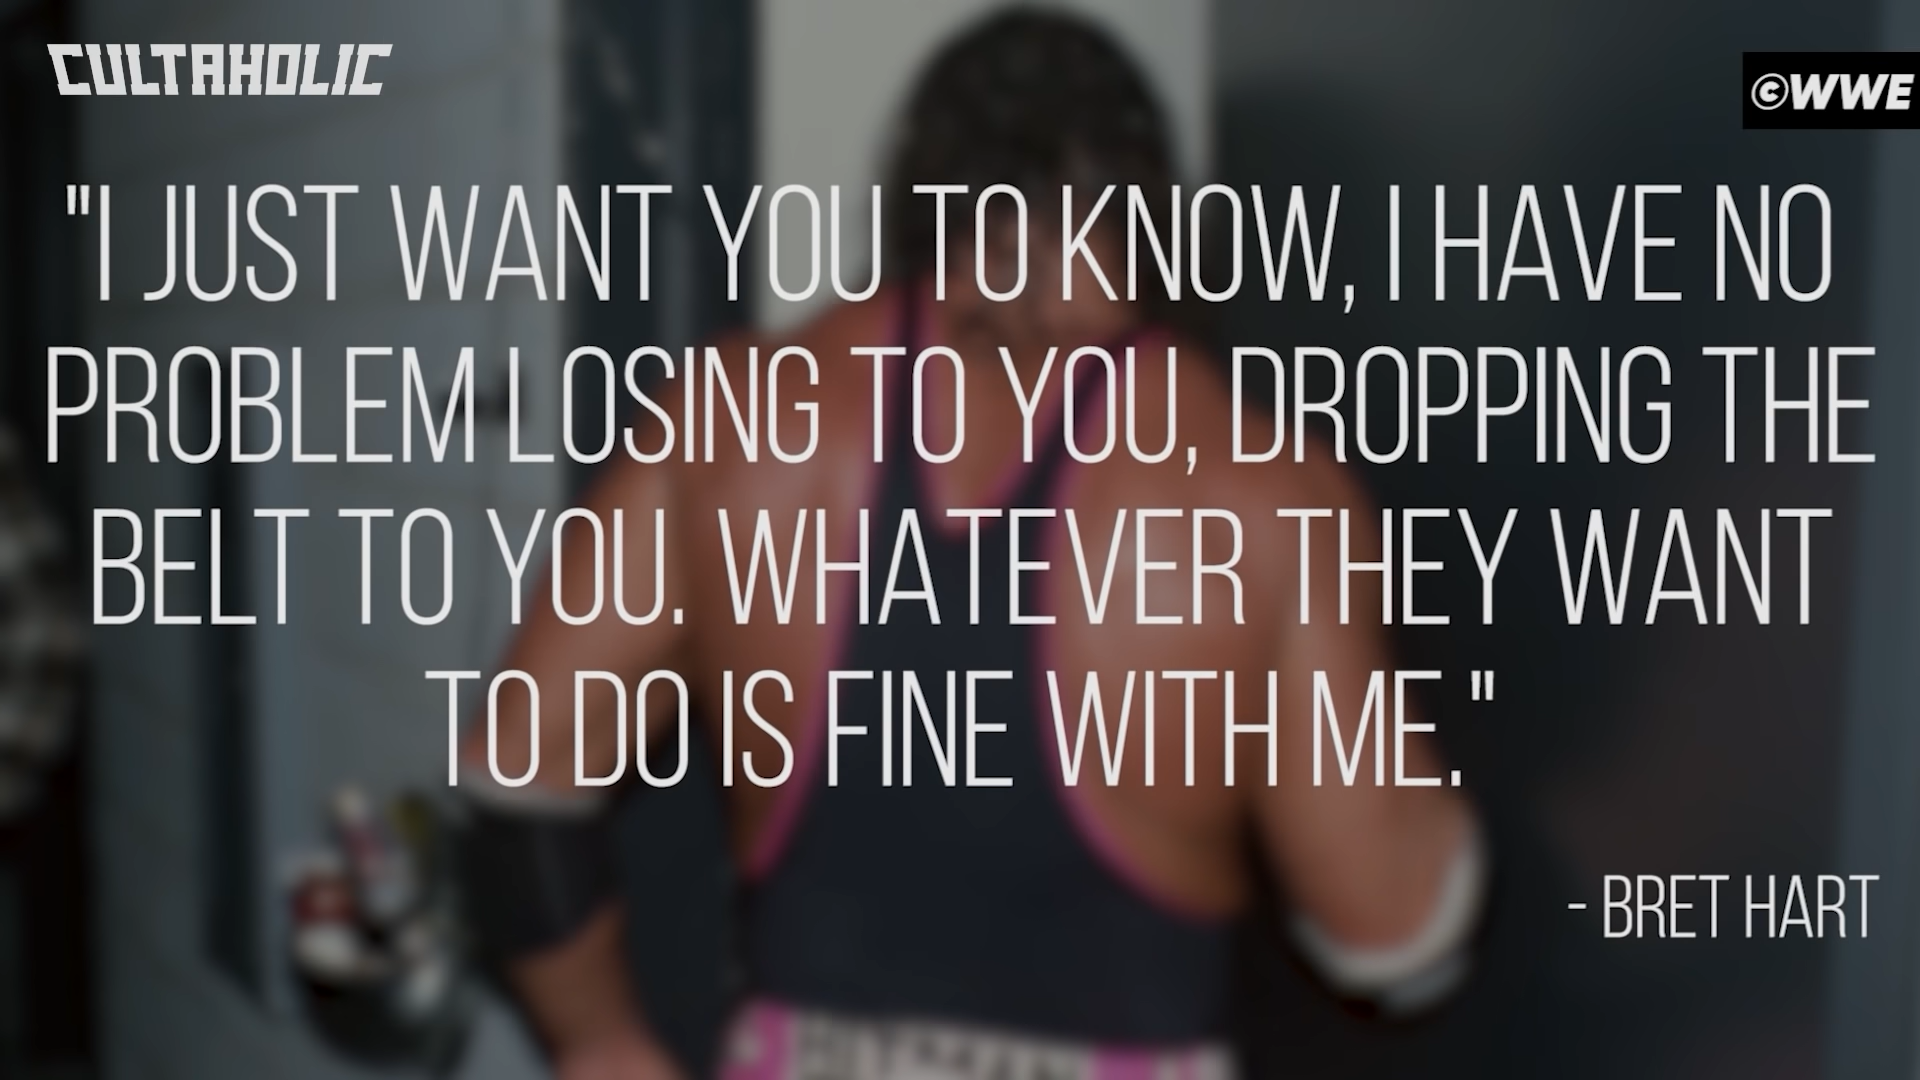 CULTAHOLIC
©WWE
"I JUST WANT YOU TO KNOW, I HAVE NO
PROBLEM LOSING TO YOU, DROPPING THE
BELT TO YOU. WHATEVER THEY WANT
TO DO IS FINE WITH ME."
- BRET HART